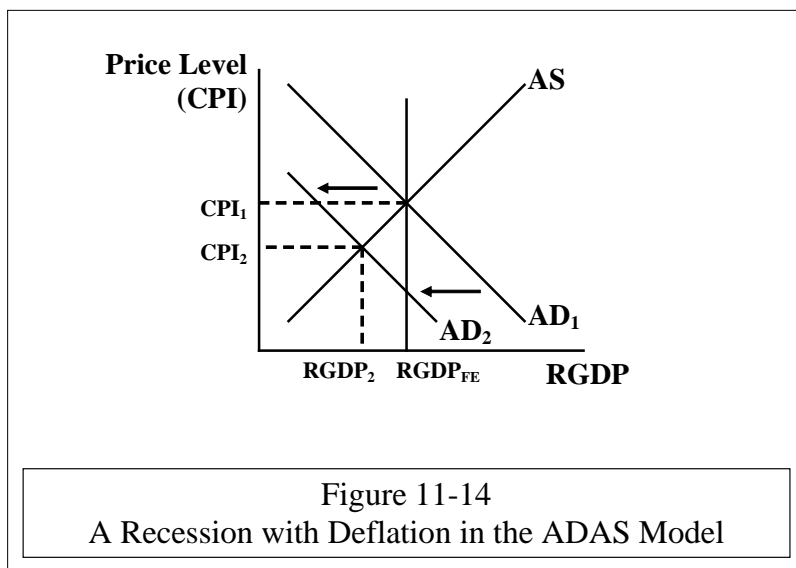 Price Level
(CPI)
AS
CPI₁
CPI₂
AD₂
AD₁
RGDP₂
RGDP_FE
RGDP
Figure 11-14
A Recession with Deflation in the ADAS Model